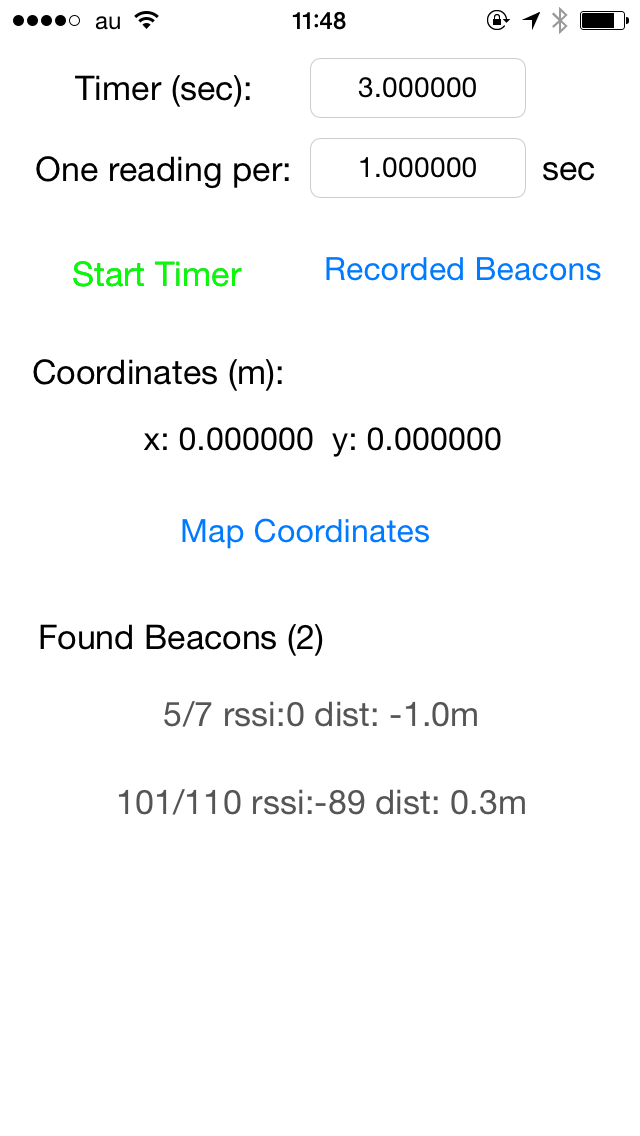 au 11:48
Timer (sec): 3.000000
One reading per: 1.000000 sec
Start Timer Recorded Beacons
Coordinates (m):
x: 0.000000 y: 0.000000
Map Coordinates
Found Beacons (2)
5/7 rssi:0 dist: -1.0m
101/110 rssi:-89 dist: 0.3m